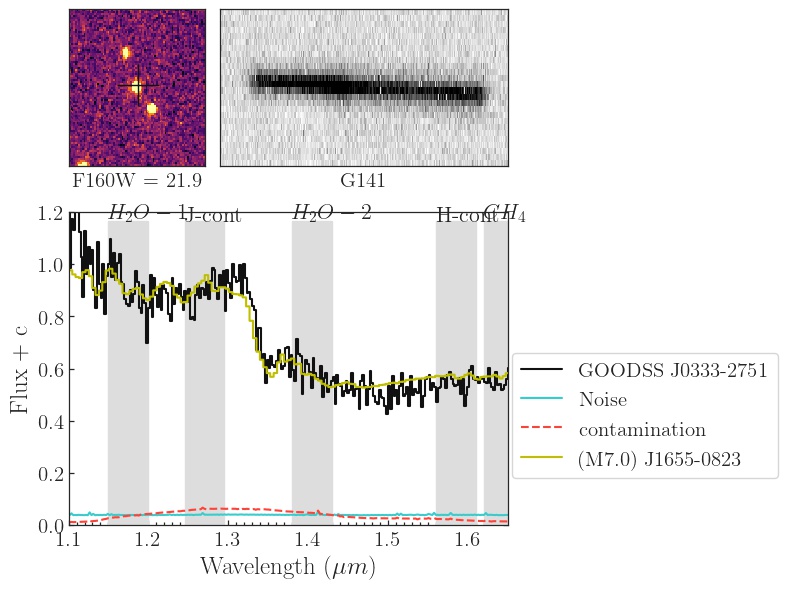 F160W = 21.9
G141
H₂O − 1
J-cont
H₂O − 2
H-cont
CH₄
1.2
1.0
0.8
0.6
0.4
0.2
0.0
Flux + c
1.1
1.2
1.3
1.4
1.5
1.6
Wavelength (μm)
GOODSS J0333-2751
Noise
contamination
(M7.0) J1655-0823